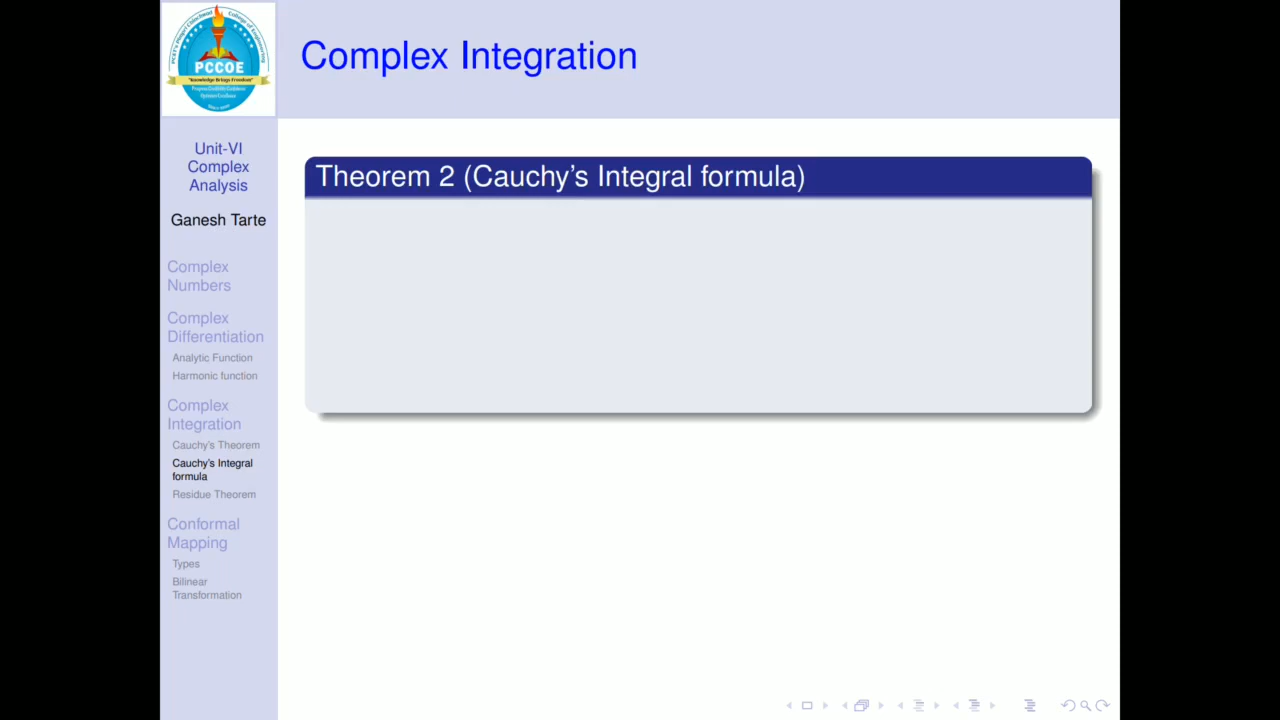 PCCOE
"Knowledge Brings Freedom"
Complex Integration
Unit-VI
Complex
Analysis
Ganesh Tarte
Complex
Numbers
Complex
Differentiation
Analytic Function
Harmonic function
Complex
Integration
Cauchy's Theorem
Cauchy's Integral
formula
Residue Theorem
Conformal
Mapping
Types
Bilinear
Transformation
Theorem 2 (Cauchy's Integral formula)